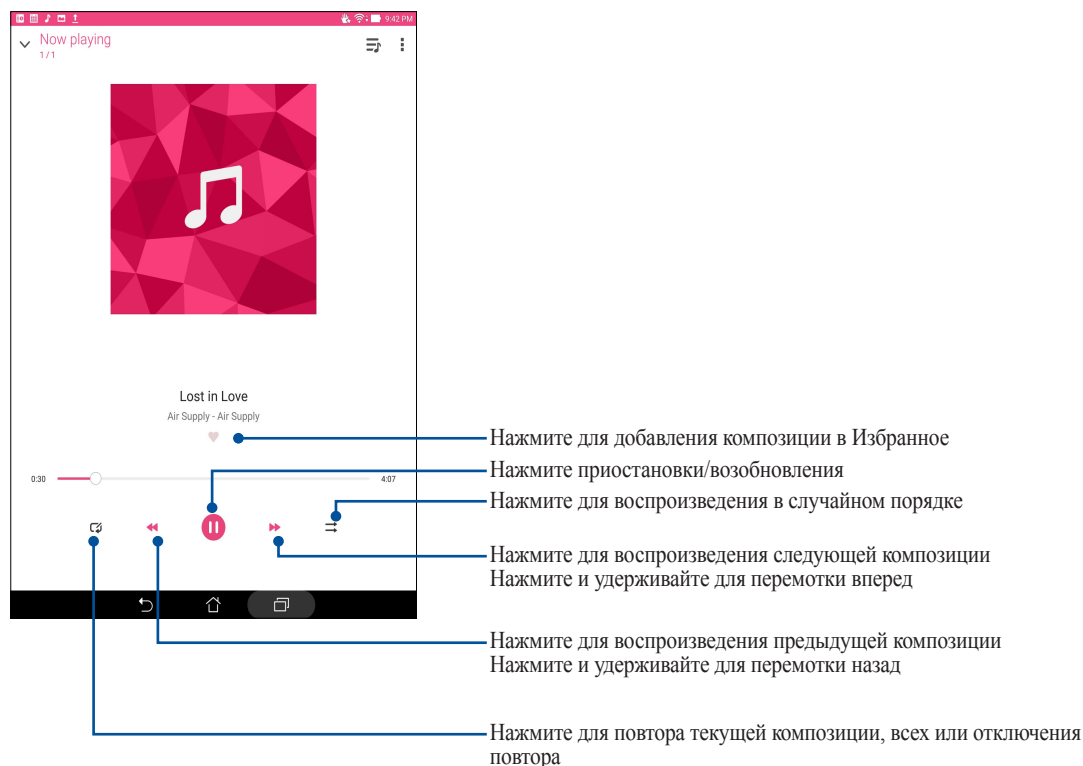 9:42 PM
Now playing
1 / 1
Lost in Love
Air Supply - Air Supply
0:30
4:07
Нажмите для добавления композиции в Избранное
Нажмите приостановки/возобновления
Нажмите для воспроизведения в случайном порядке
Нажмите для воспроизведения следующей композиции
Нажмите и удерживайте для перемотки вперед
Нажмите для воспроизведения предыдущей композиции
Нажмите и удерживайте для перемотки назад
Нажмите для повтора текущей композиции, всех или отключения
повтора